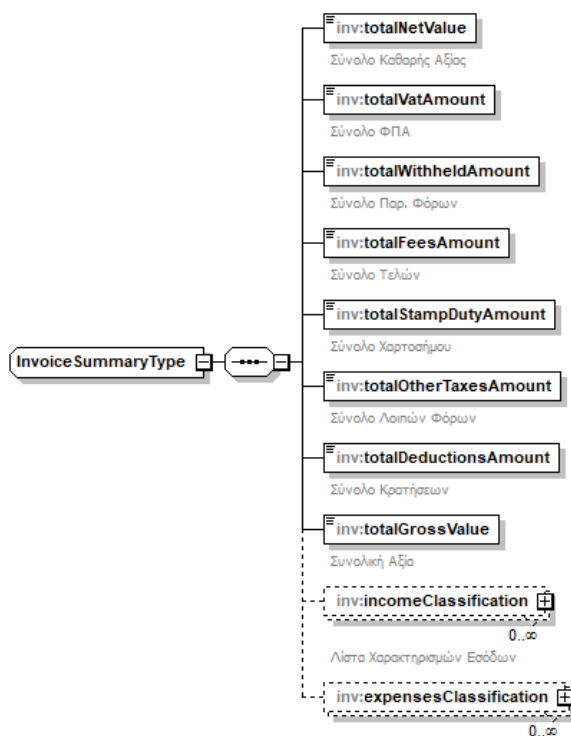 inv:totalNetValue
Σύνολο Καθαρής Αξίας
inv:totalVatAmount
Σύνολο ΦΠΑ
inv:totalWithheldAmount
Σύνολο Παρ. Φόρων
inv:totalFeesAmount
Σύνολο Τελών
inv:totalStampDutyAmount
Σύνολο Χαρτοσήμου
InvoiceSummaryType
inv:totalOtherTaxesAmount
Σύνολο Λοιπών Φόρων
inv:totalDeductionsAmount
Σύνολο Κρατήσεων
inv:totalGrossValue
Συνολική Αξία
inv:incomeClassification
0..∞
Λίστα Χαρακτηρισμών Εσόδων
inv:expensesClassification
0..∞